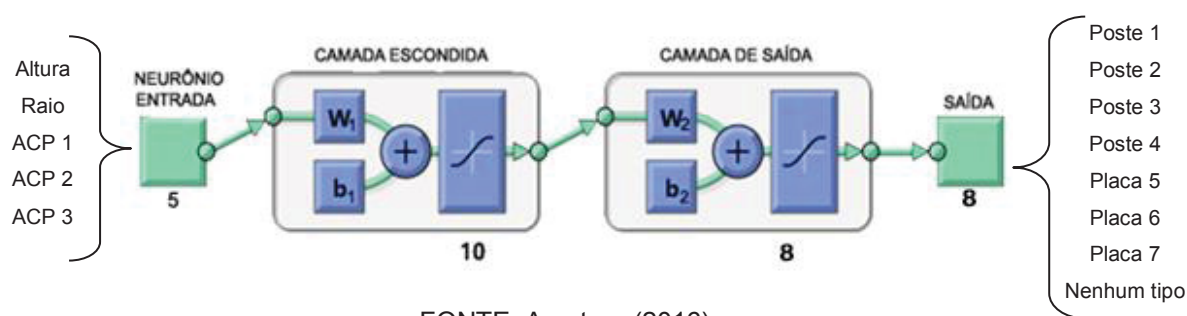 Altura
Raio
ACP 1
ACP 2
ACP 3
NEURÔNIO
ENTRADA
5
CAMADA ESCONDIDA
W1
b1
+
10
CAMADA DE SAÍDA
W2
b2
+
8
SAÍDA
8
Poste 1
Poste 2
Poste 3
Poste 4
Placa 5
Placa 6
Placa 7
Nenhum tipo